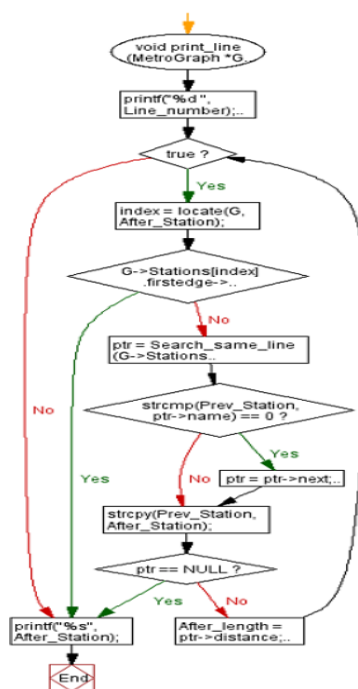 void print_line
(MetroGraph *G..
printf("%d",
Line_number);..
true ?
Yes
index = locate(G,
After_Station);
G->Stations[index]
.firstedge->..
No
ptr = Search_same_line
(G->Stations..
strcmp(Prev_Station,
ptr->name) == 0 ?
No
Yes
No
Yes
ptr = ptr->next;..
strcpy(Prev_Station,
After_Station);
ptr == NULL ?
Yes
No
printf("%s",
After_Station);
After_length =
ptr->distance;..
End